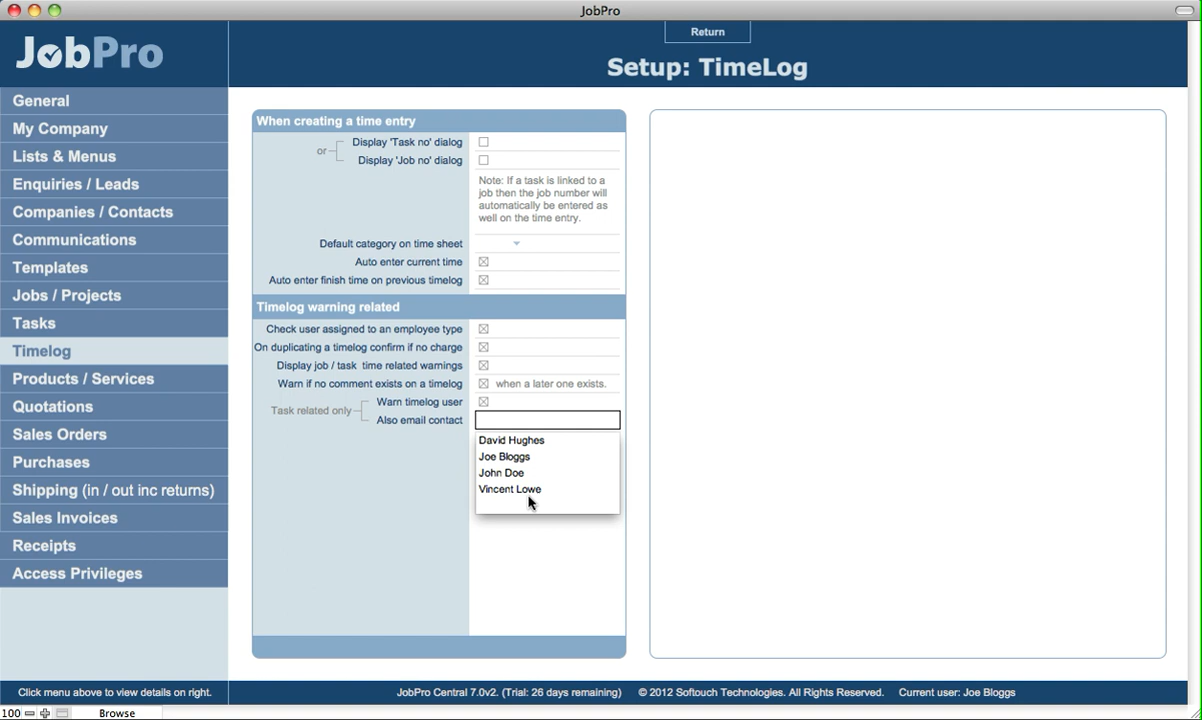 JobPro
Return
JobPro
Setup: TimeLog
General
My Company
Lists & Menus
Enquiries / Leads
Companies / Contacts
Communications
Templates
Jobs / Projects
Tasks
Timelog
Products / Services
Quotations
Sales Orders
Purchases
Shipping (in / out inc returns)
Sales Invoices
Receipts
Access Privileges
When creating a time entry
or
Display 'Task no' dialog
Display 'Job no' dialog
Note: If a task is linked to a
job then the job number will
automatically be entered as
well on the time entry.
Default category on time sheet
Auto enter current time
Auto enter finish time on previous timelog
Timelog warning related
Check user assigned to an employee type
On duplicating a timelog confirm if no charge
Display job / task time related warnings
Warn if no comment exists on a timelog when a later one exists.
Task related only
Warn timelog user
Also email contact
David Hughes
Joe Bloggs
John Doe
Vincent Lowe
Click menu above to view details on right.
JobPro Central 7.0v2. (Trial: 26 days remaining) © 2012 Softouch Technologies. All Rights Reserved. Current user: Joe Bloggs
100 Browse